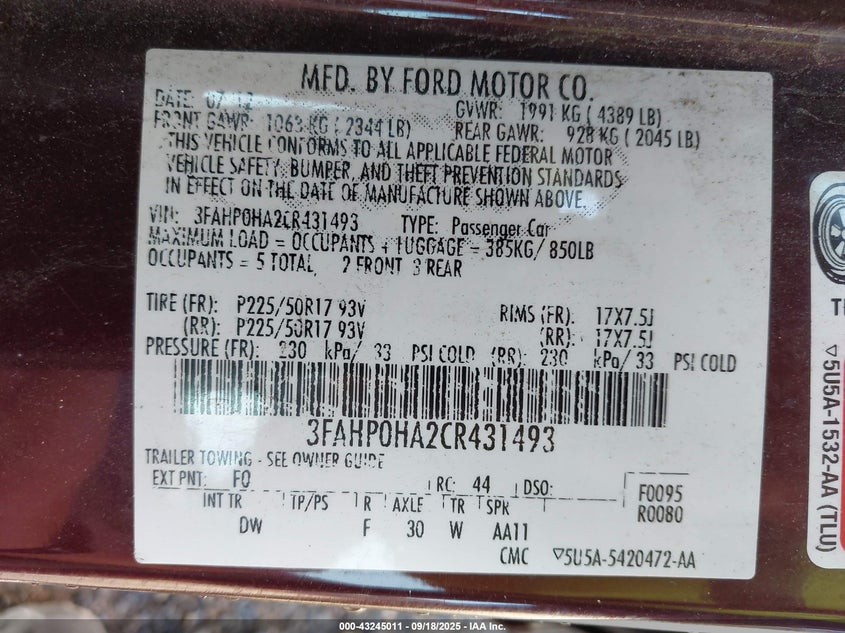 MFD. BY FORD MOTOR CO.
DATE: 07/12 GVWR: 1991 KG ( 4389 LB)
FRONT GAWR: 1063 KG ( 2344 LB) REAR GAWR: 928 KG ( 2045 LB)
THIS VEHICLE CONFORMS TO ALL APPLICABLE FEDERAL MOTOR
VEHICLE SAFETY, BUMPER, AND THEFT PREVENTION STANDARDS
IN EFFECT ON THE DATE OF MANUFACTURE SHOWN ABOVE.
VIN: 3FAHP0HA2CR431493 TYPE: Passenger Car
MAXIMUM LOAD = OCCUPANTS + LUGGAGE = 385KG/ 850LB
OCCUPANTS = 5 TOTAL, 2 FRONT 3 REAR
TIRE (FR): P225/50R17 93V RIMS (FR): 17X7.5J
(RR): P225/50R17 93V (RR): 17X7.5J
PRESSURE (FR): 230 kPa/ 33 PSI COLD (RR): 230 kPa/ 33 PSI COLD
3FAHP0HA2CR431493
TRAILER TOWING - SEE OWNER GUIDE
EXT PNT: FQ RC: 44 DSO: F0095
INT TR TP/PS R AXLE TR SPR R0080
DW F 30 W AA11
CMC ▽5U5A-5420472-AA
▽5U5A-1532-AA (TLU)
000-43245011 - 09/18/2025 - IAA Inc.